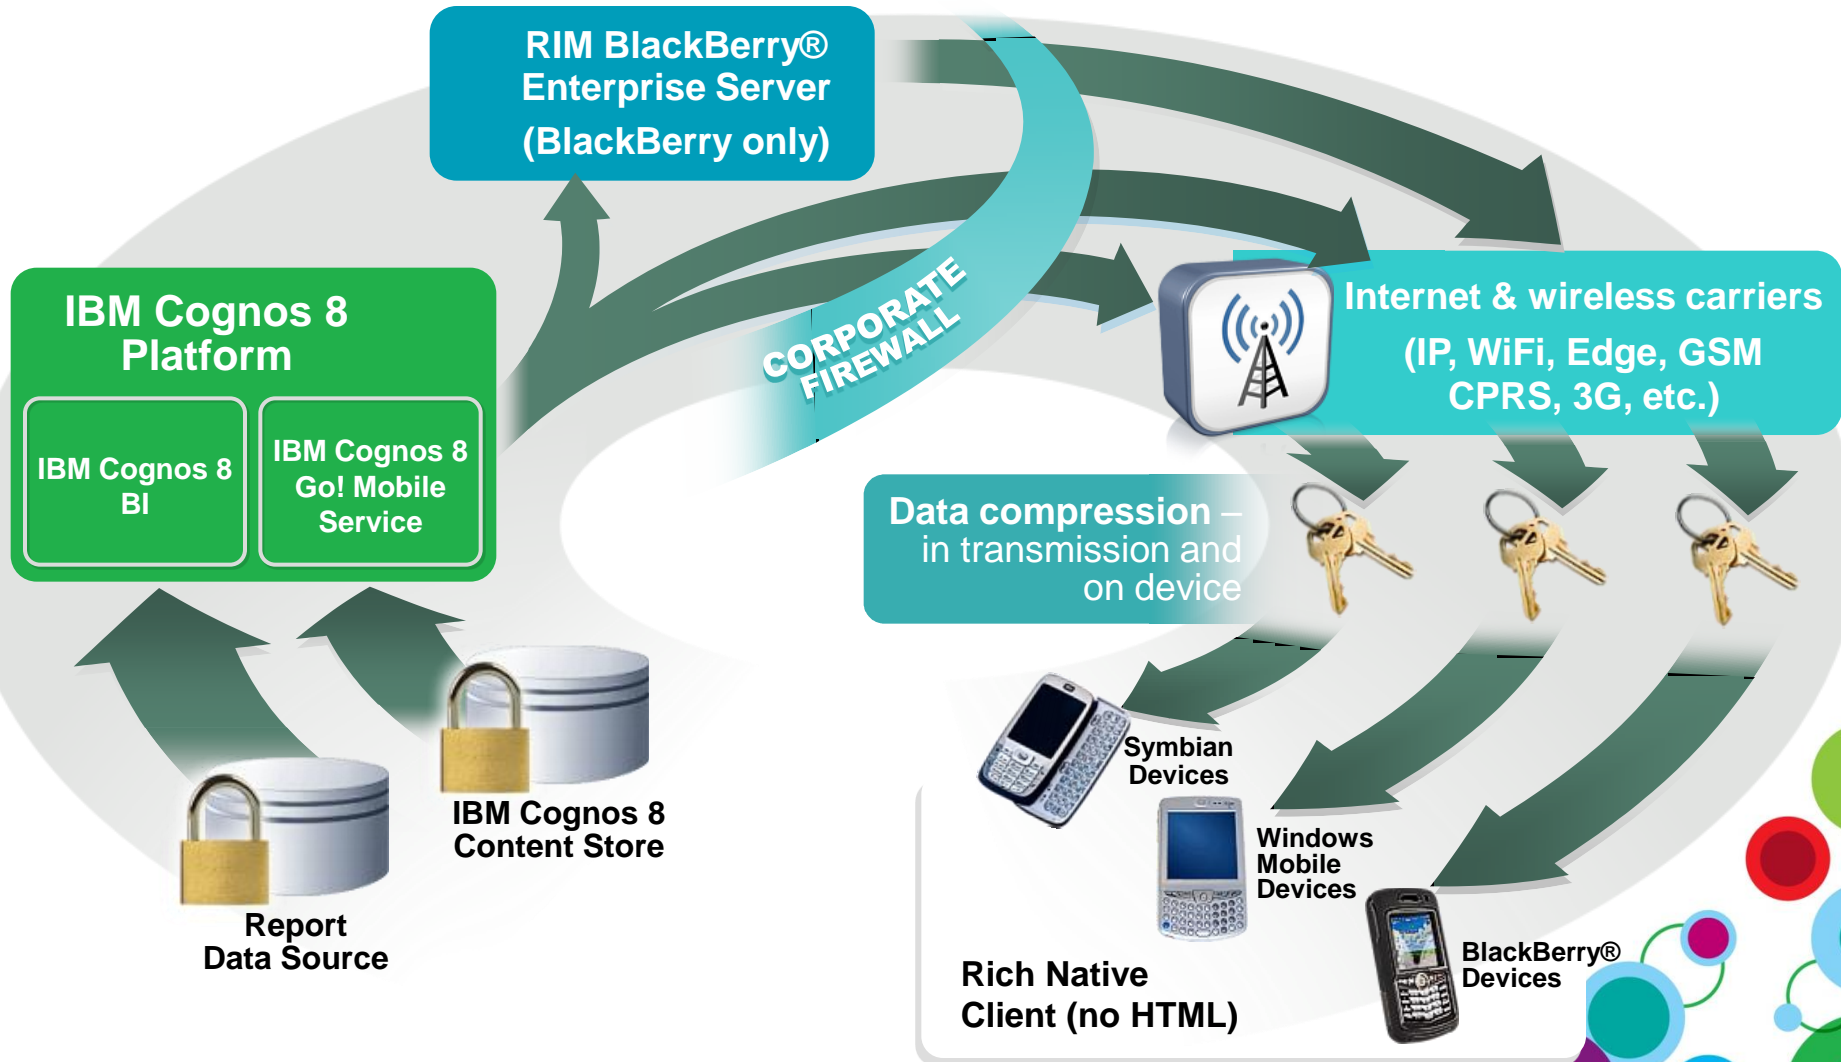 RIM BlackBerry®
Enterprise Server
(BlackBerry only)
IBM Cognos 8
Platform
IBM Cognos 8
BI
IBM Cognos 8
Go! Mobile
Service
CORPORATE
FIREWALL
Internet & wireless carriers
(IP, WiFi, Edge, GSM
CPRS, 3G, etc.)
Data compression –
in transmission and
on device
IBM Cognos 8
Content Store
Report
Data Source
Symbian
Devices
Windows
Mobile
Devices
BlackBerry®
Devices
Rich Native
Client (no HTML)